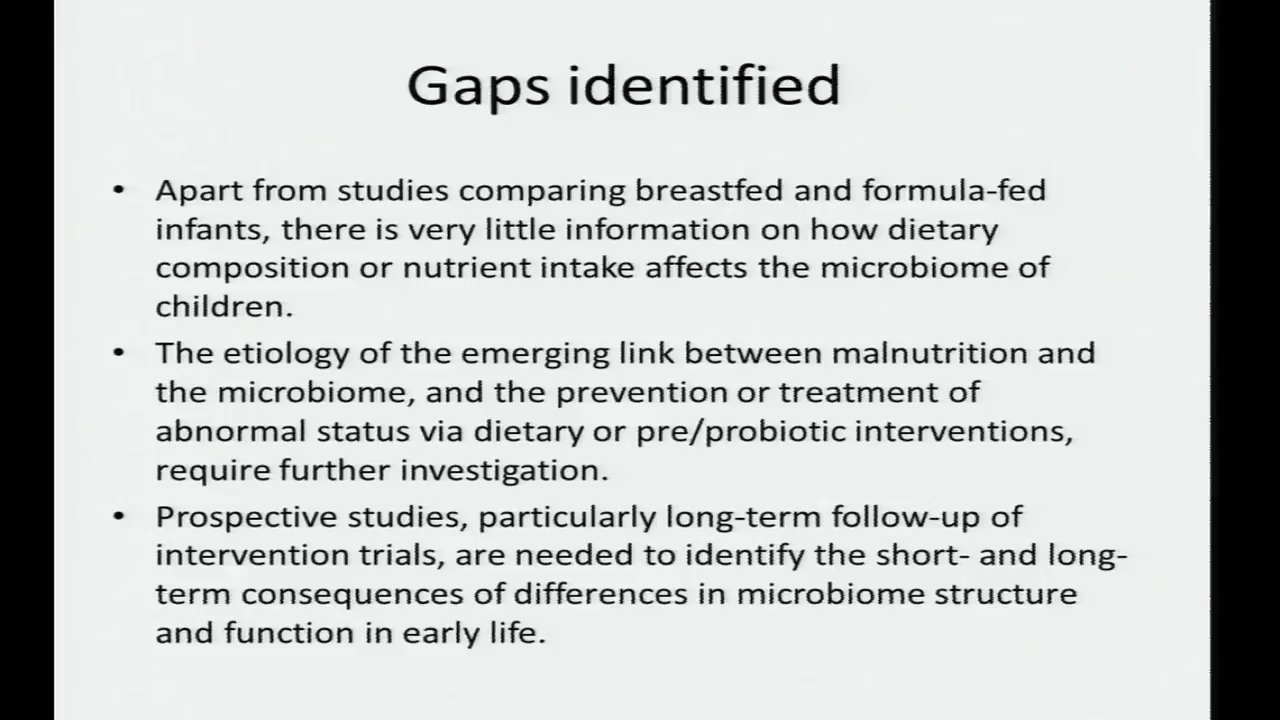 Gaps identified
• Apart from studies comparing breastfed and formula-fed
infants, there is very little information on how dietary
composition or nutrient intake affects the microbiome of
children.
• The etiology of the emerging link between malnutrition and
the microbiome, and the prevention or treatment of
abnormal status via dietary or pre/probiotic interventions,
require further investigation.
• Prospective studies, particularly long-term follow-up of
intervention trials, are needed to identify the short- and long-
term consequences of differences in microbiome structure
and function in early life.